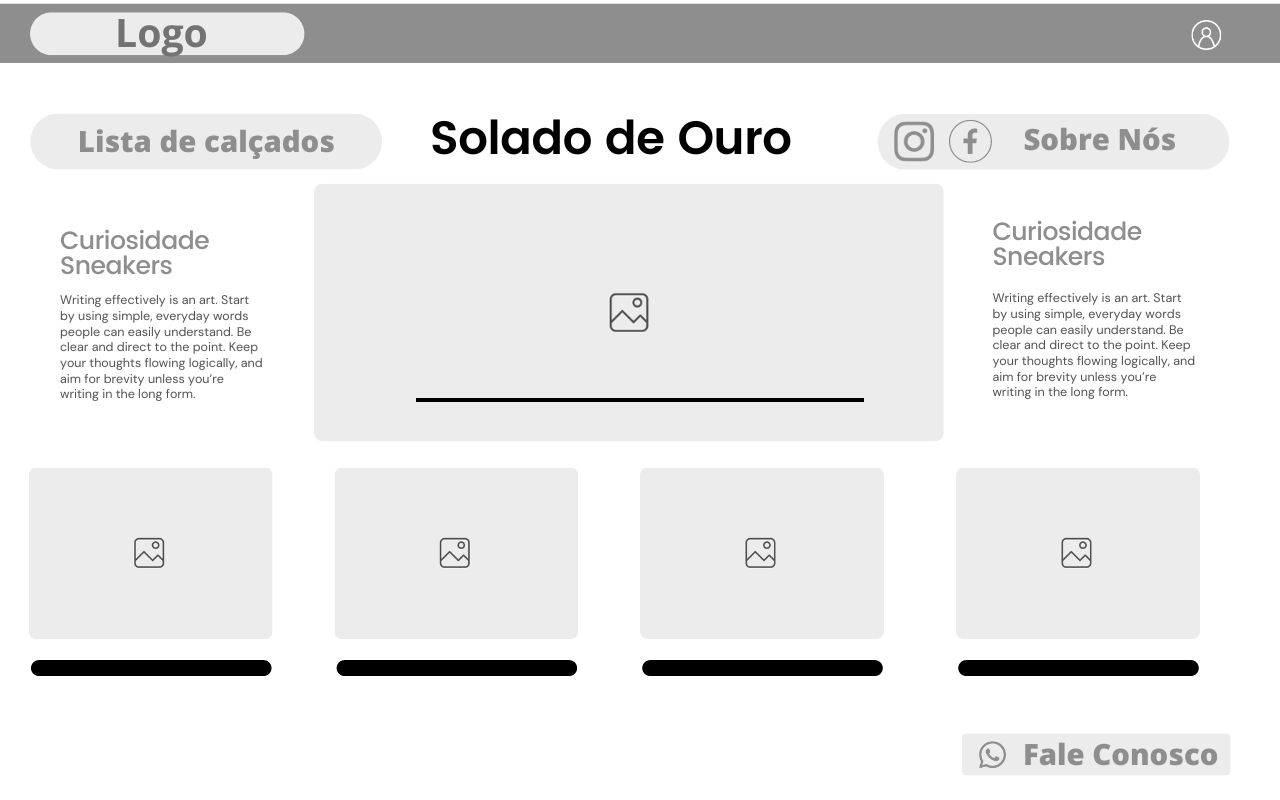 Logo
Lista de calçados
Solado de Ouro
Sobre Nós
Curiosidade
Sneakers
Writing effectively is an art. Start
by using simple, everyday words
people can easily understand. Be
clear and direct to the point. Keep
your thoughts flowing logically, and
aim for brevity unless you’re
writing in the long form.
Curiosidade
Sneakers
Writing effectively is an art. Start
by using simple, everyday words
people can easily understand. Be
clear and direct to the point. Keep
your thoughts flowing logically, and
aim for brevity unless you’re
writing in the long form.
Fale Conosco